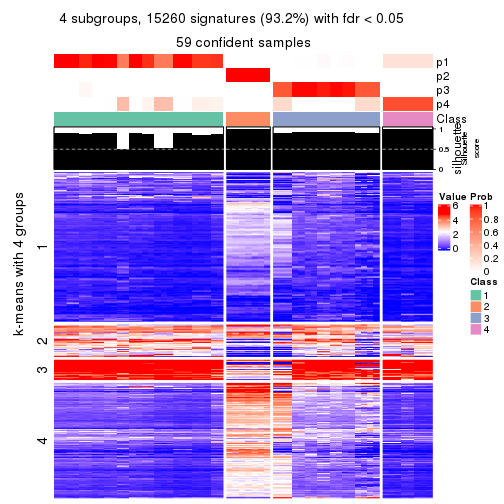 4 subgroups, 15260 signatures (93.2%) with fdr < 0.05
59 confident samples
p1
p2
p3
p4
Class
silhouette
Silhouette
score
1
0.5
0
k-means with 4 groups
1
2
3
4
Value
6
4
2
0
Prob
1
0.8
0.6
0.4
0.2
0
Class
1
2
3
4